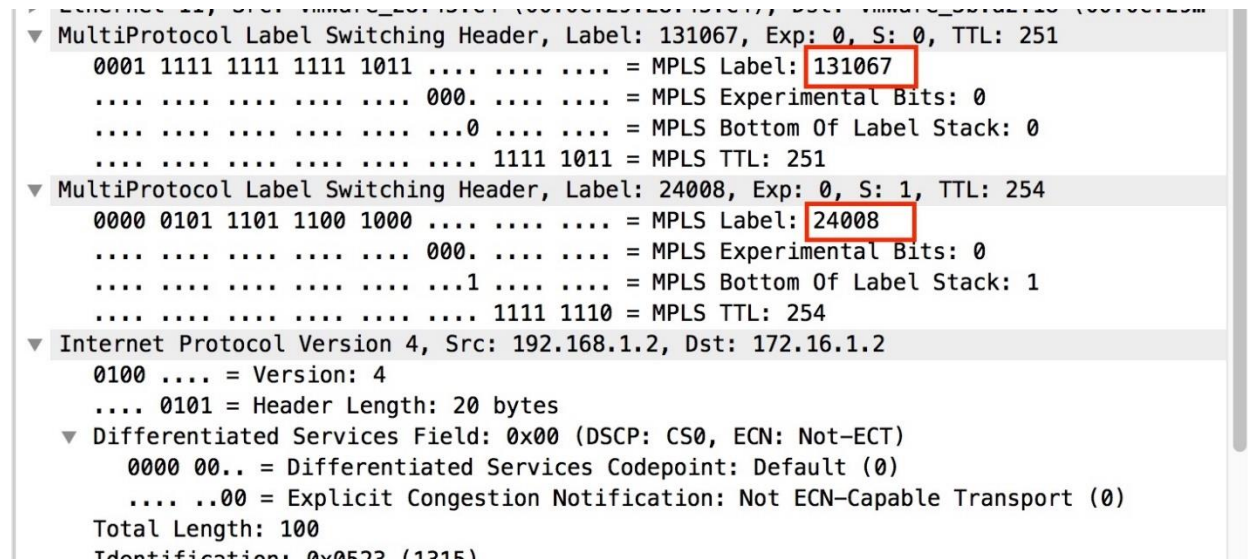 ▼ MultiProtocol Label Switching Header, Label: 131067, Exp: 0, S: 0, TTL: 251
0001 1111 1111 1111 1011 .... .... .... = MPLS Label: 131067
.... .... .... .... .... 000. .... .... = MPLS Experimental Bits: 0
.... .... .... .... .... ...0 .... .... = MPLS Bottom Of Label Stack: 0
.... .... .... .... .... .... 1111 1011 = MPLS TTL: 251
▼ MultiProtocol Label Switching Header, Label: 24008, Exp: 0, S: 1, TTL: 254
0000 0101 1101 1100 1000 .... .... .... = MPLS Label: 24008
.... .... .... .... .... 000. .... .... = MPLS Experimental Bits: 0
.... .... .... .... .... ...1 .... .... = MPLS Bottom Of Label Stack: 1
.... .... .... .... .... .... 1111 1110 = MPLS TTL: 254
▼ Internet Protocol Version 4, Src: 192.168.1.2, Dst: 172.16.1.2
0100 .... = Version: 4
.... 0101 = Header Length: 20 bytes
▼ Differentiated Services Field: 0x00 (DSCP: CS0, ECN: Not-ECT)
0000 00.. = Differentiated Services Codepoint: Default (0)
.... ..00 = Explicit Congestion Notification: Not ECN-Capable Transport (0)
Total Length: 100
Identification: 0x0523 (1315)